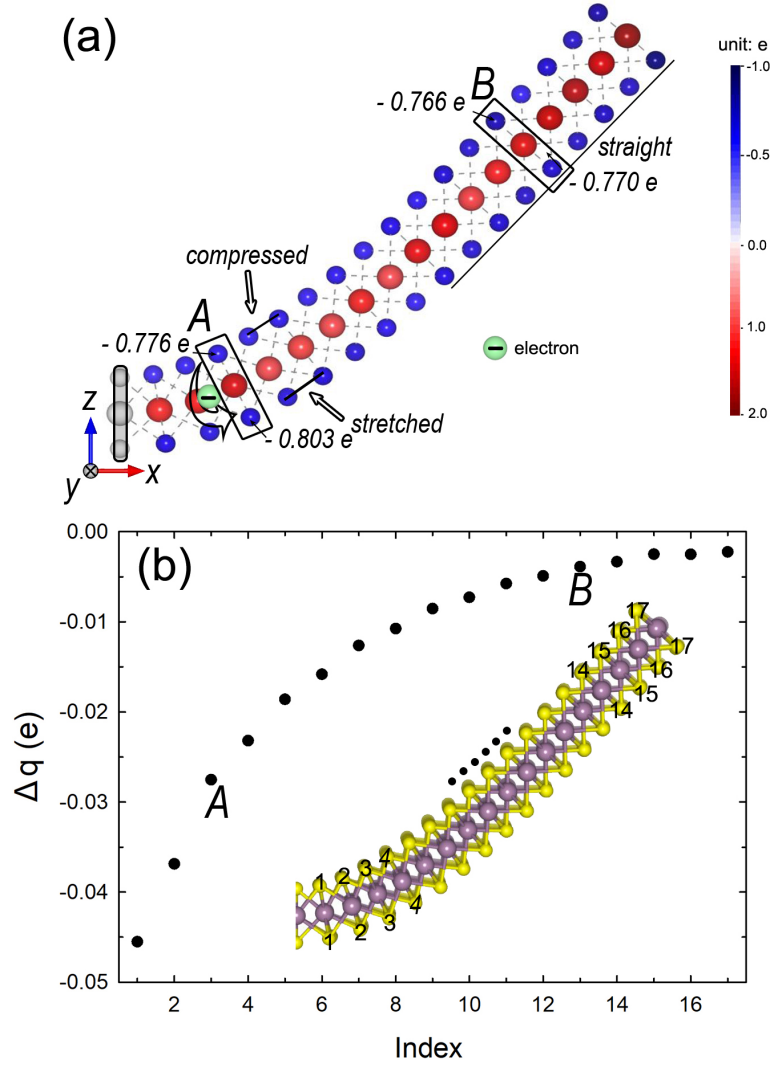 (a)
unit: e
-1.0
-0.5
0.0
1.0
2.0
B
- 0.766 e
straight
- 0.770 e
compressed
A
- 0.776 e
electron
stretched
- 0.803 e
z
y
x
(b)
0.00
-0.01
-0.02
-0.03
-0.04
-0.05
Δq (e)
A
B
17
16
15
14
17
16
15
14
1
2
3
4
1
2
3
4
2
4
6
8
10
12
14
16
Index